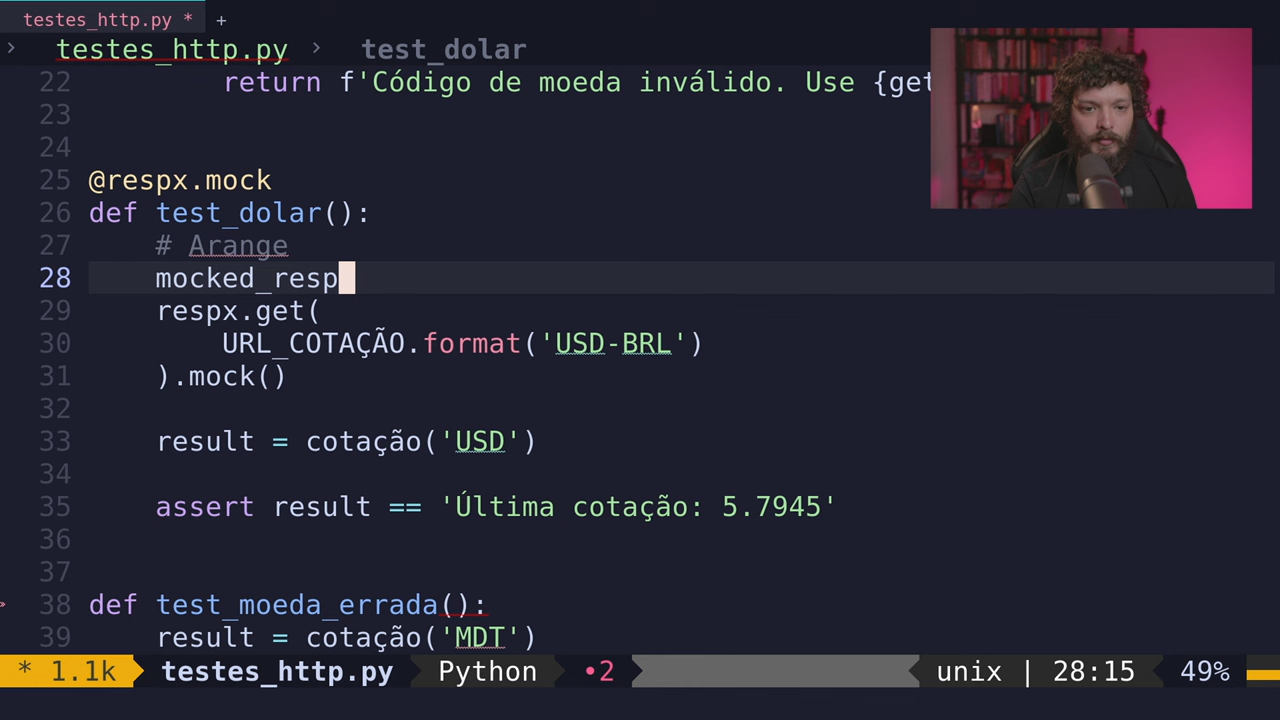 testes_http.py * +
> testes_http.py > test_dolar
22 return f'Código de moeda inválido. Use {get
23
24
25 @respx.mock
26 def test_dolar():
27 # Arange
28 mocked_resp
29 respx.get(
30 URL_COTAÇÃO.format('USD-BRL')
31 ).mock()
32
33 result = cotação('USD')
34
35 assert result == 'Última cotação: 5.7945'
36
37
38 def test_moeda_errada():
39 result = cotação('MDT')
* 1.1k testes_http.py Python •2 unix | 28:15 49%